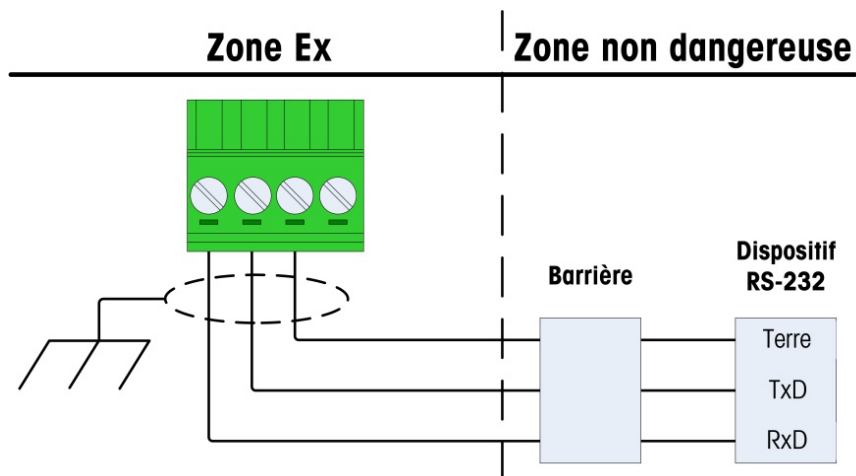 Zone Ex
Zone non dangereuse
Barrière
Dispositif
RS-232
Terre
TxD
RxD